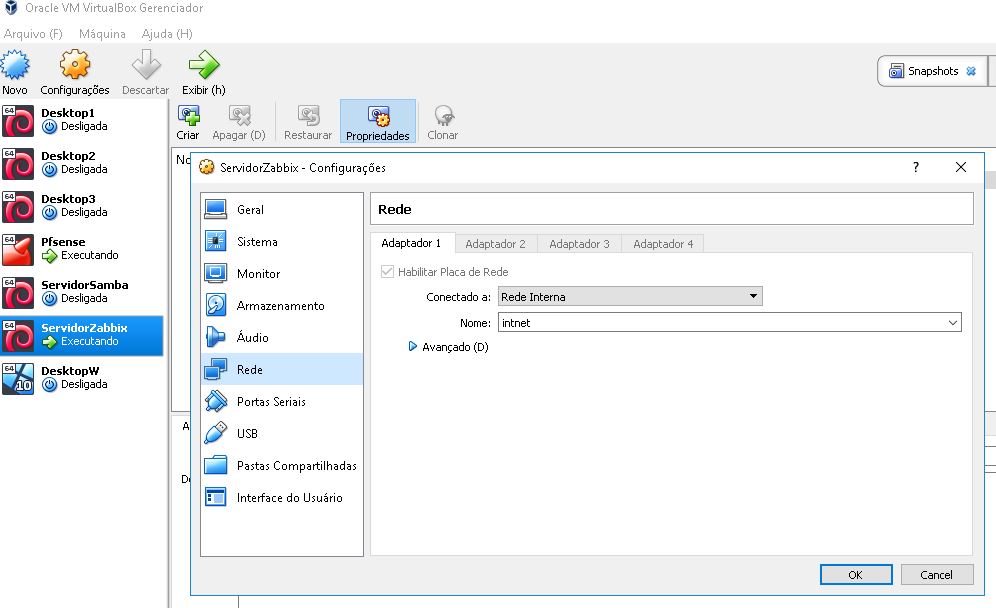 Oracle VM VirtualBox Gerenciador
Arquivo (F) Máquina Ajuda (H)
Novo Configurações Descartar Exibir (h)
Snapshots
64 Desktop1
Desligada
64 Desktop2
Desligada
64 Desktop3
Desligada
64 Pfsense
Executando
64 ServidorSamba
Desligada
64 ServidorZabbix
Executando
64 10 DesktopW
Desligada
Criar Apagar (D) Restaurar Propriedades Clonar
No
A
De
ServidorZabbix - Configurações ?
Geral
Sistema
Monitor
Armazenamento
Áudio
Rede
Portas Seriais
USB
Pastas Compartilhadas
Interface do Usuário
Rede
Adaptador 1 Adaptador 2 Adaptador 3 Adaptador 4
Habilitar Placa de Rede
Conectado a: Rede Interna
Nome: intnet
Avançado (D)
OK Cancel